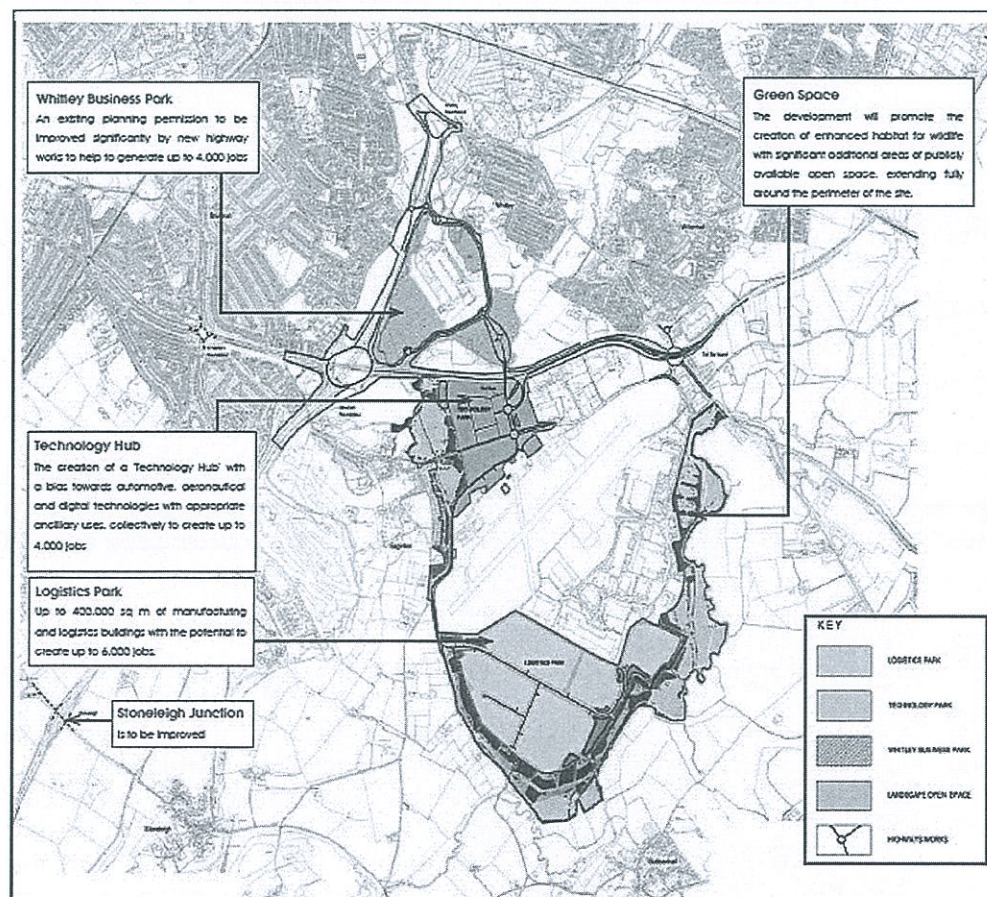 Whitley Business Park
An existing planning permission to be
improved significantly by new highway
works to help to generate up to 4,000 jobs
Green Space
The development will promote the
creation of enhanced habitat for wildlife
with significant additional areas of publicly
available open space, extending fully
around the perimeter of the site.
Technology Hub
The creation of a 'Technology Hub' with
a bias towards automotive, aeronautical
and digital technologies with appropriate
ancillary uses, collectively to create up to
4,000 jobs
Logistics Park
Up to 400,000 sq m of manufacturing
and logistics buildings with the potential to
create up to 6,000 jobs.
Stoneleigh Junction
is to be improved
TECHNOLOGY
PARK
LOGISTICS PARK
Stoneleigh
KEY
LOGISTICS PARK
TECHNOLOGY PARK
WHITLEY BUSINESS PARK
LANDSCAPE OPEN SPACE
HIGHWAYS WORKS